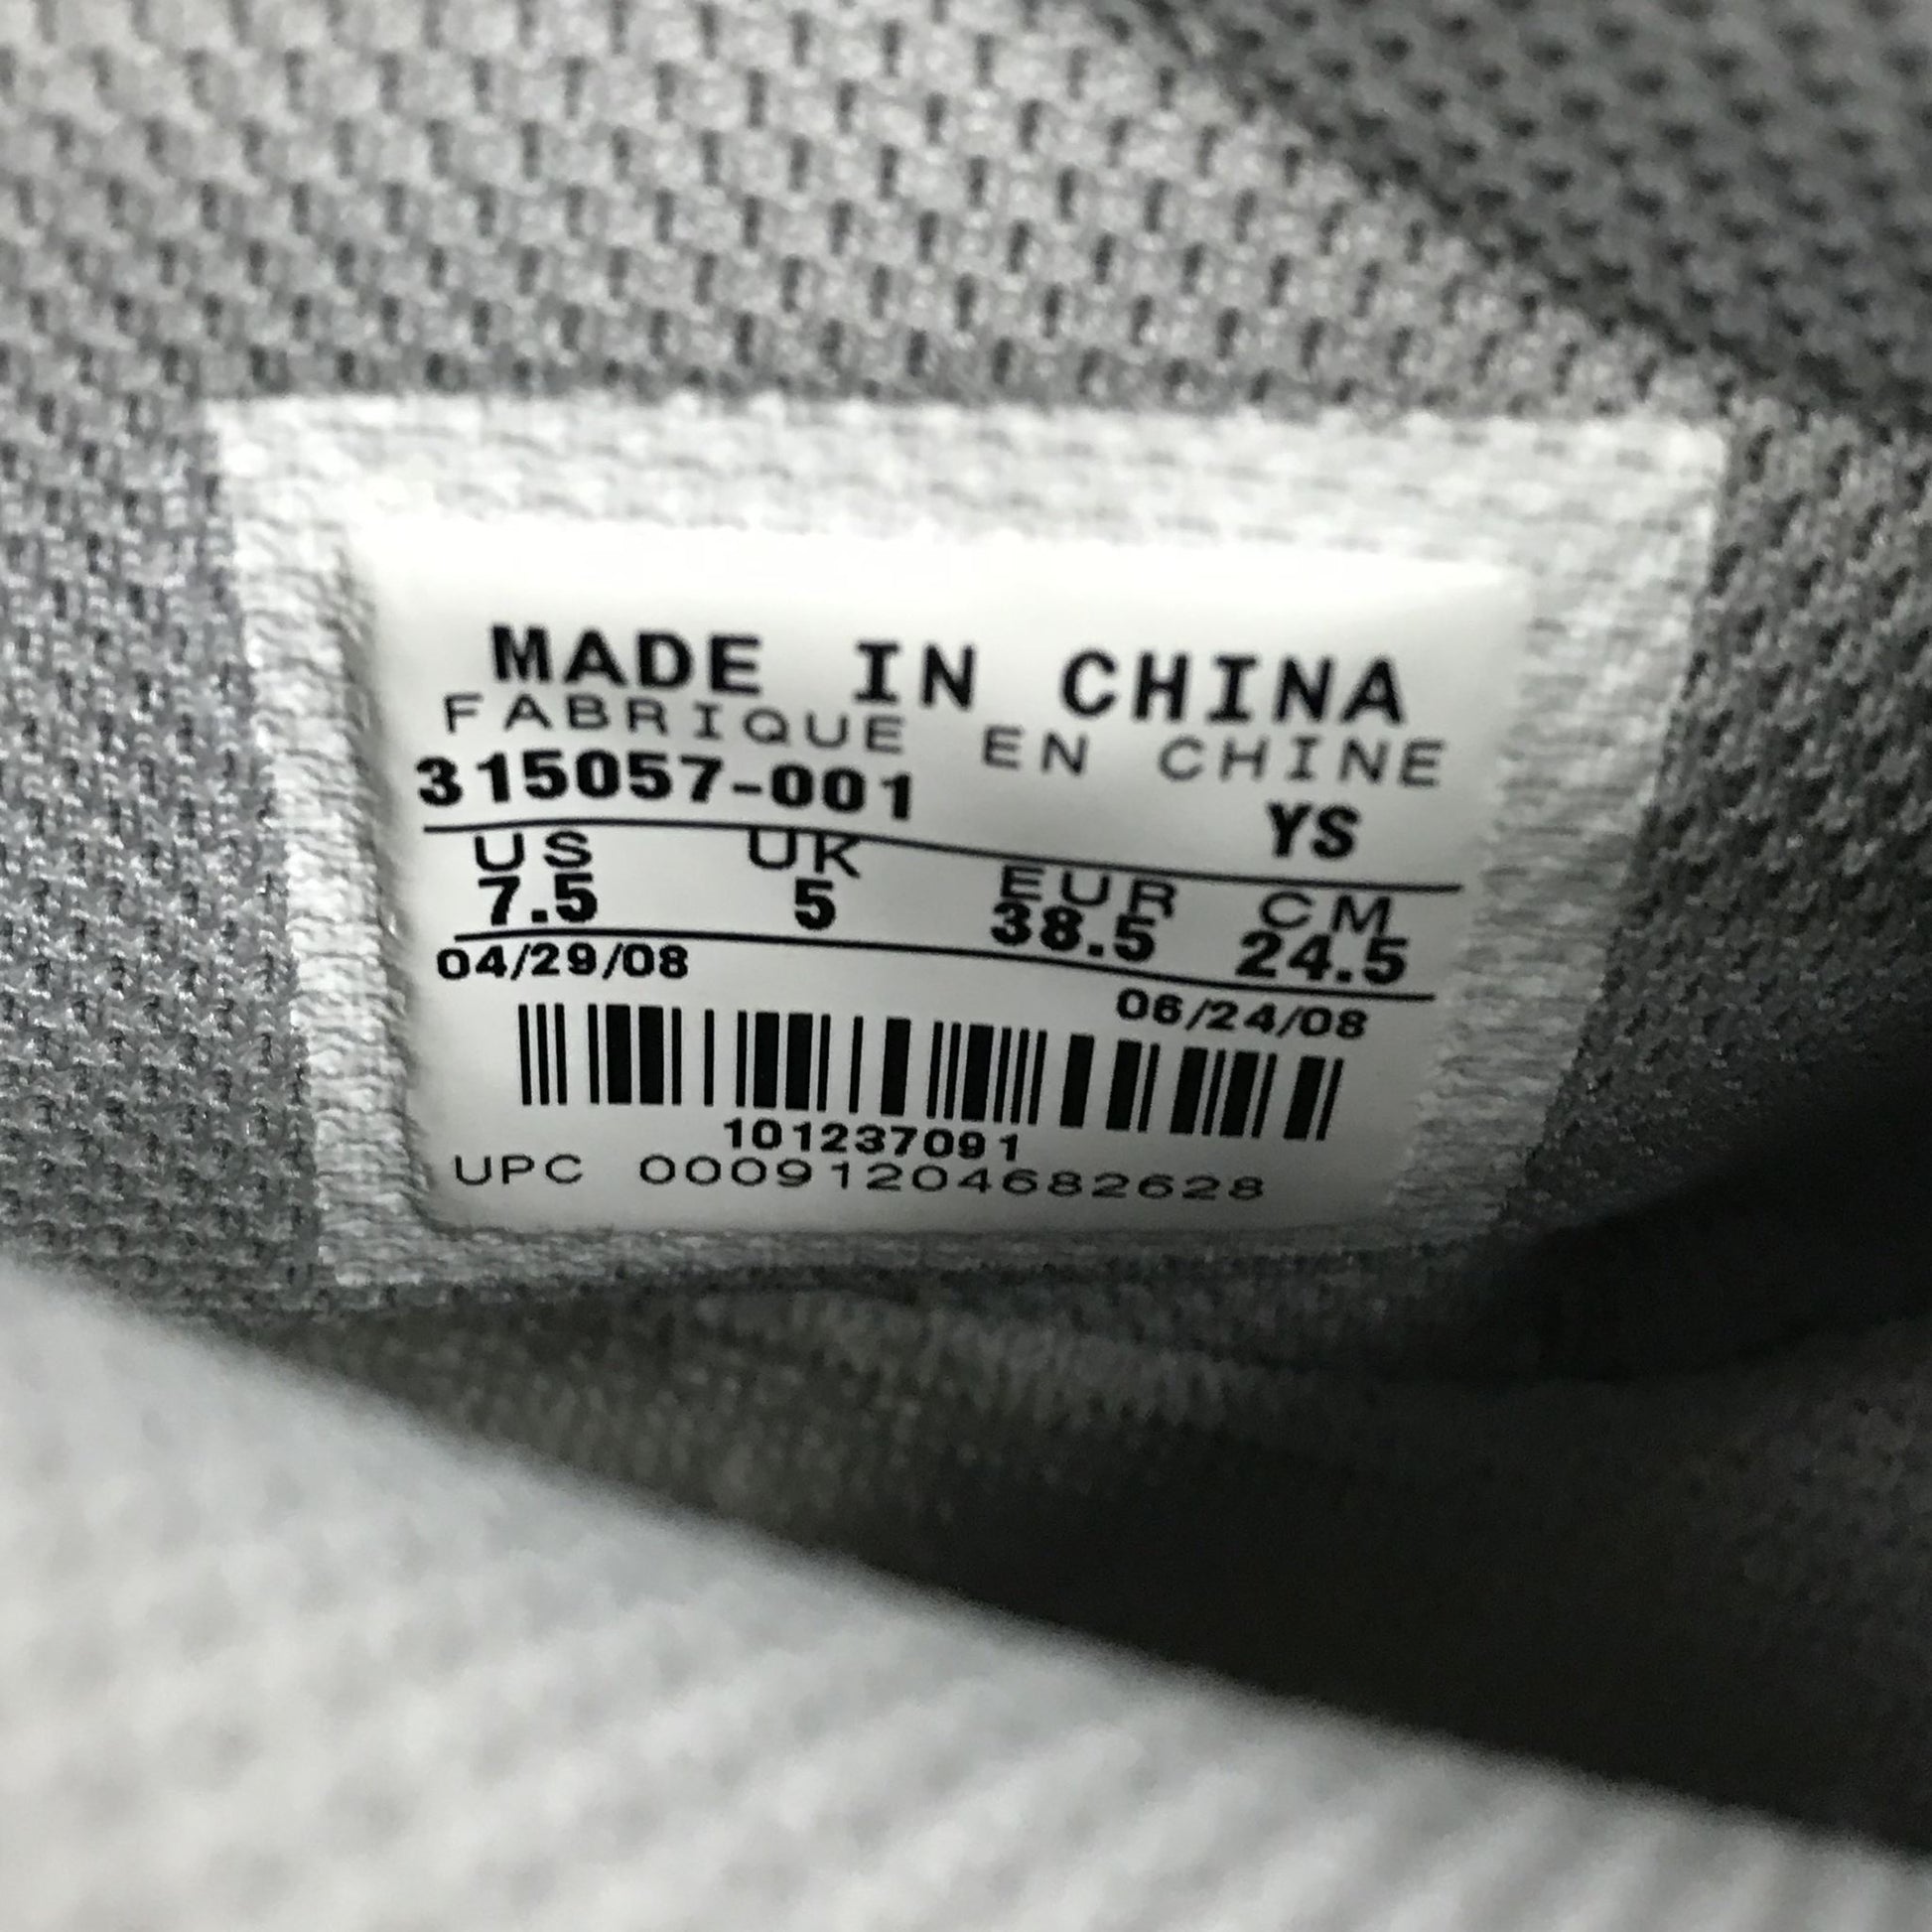 MADE IN CHINA
FABRIQUE EN CHINE
315057-001 YS
US UK EUR CM
7.5 5 38.5 24.5
04/29/08 06/24/08
101237091
UPC 00091204682628